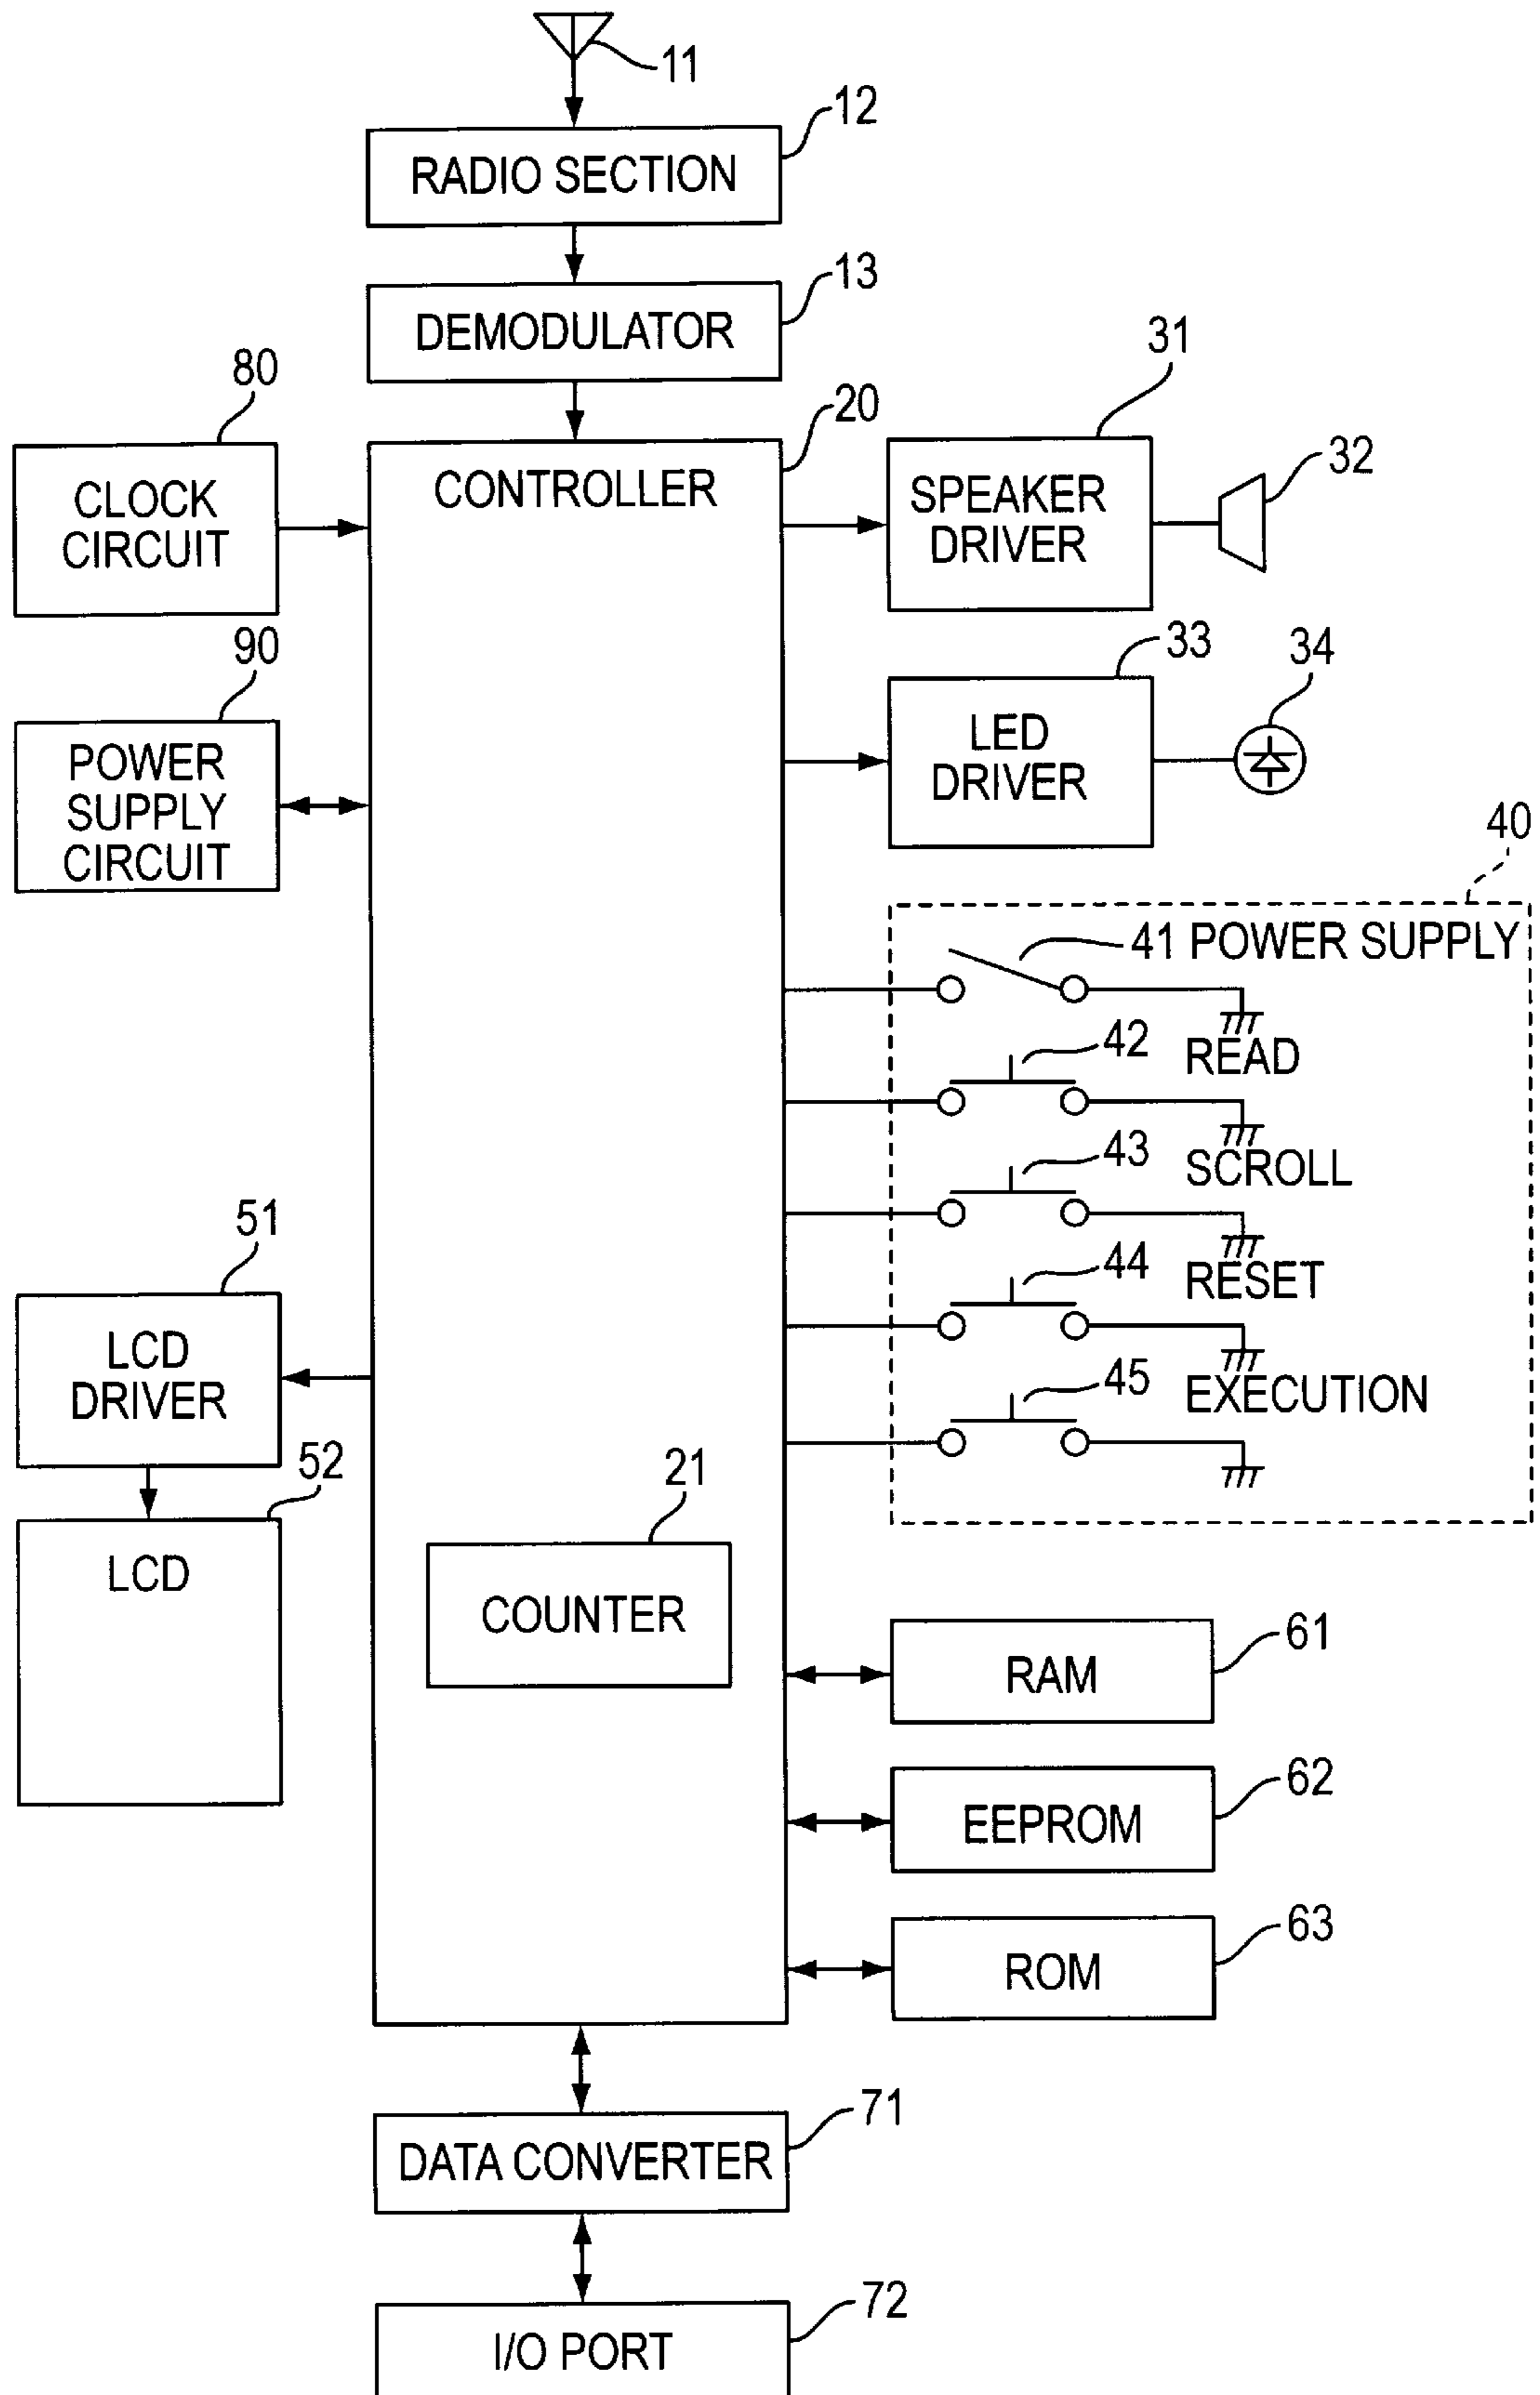 11
12
RADIO SECTION
13
DEMODULATOR
80
CLOCK
CIRCUIT
20
CONTROLLER
31
SPEAKER
DRIVER
32
90
POWER
SUPPLY
CIRCUIT
33
LED
DRIVER
34
40
41 POWER SUPPLY
42
READ
43
SCROLL
44
RESET
45
EXECUTION
51
LCD
DRIVER
52
LCD
21
COUNTER
61
RAM
62
EEPROM
63
ROM
71
DATA CONVERTER
72
I/O PORT